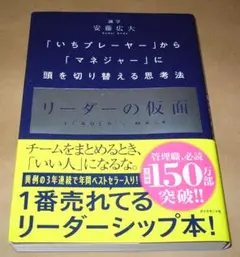 識学
安藤広大
「いちプレーヤー」から
「マネジャー」に
頭を切り替える思考法
リーダーの仮面
LEADER'S MASK
チームをまとめるとき、
「いい人」になるな。
異例の3年連続で年間ベストセラー入り!
管理職、必読
150万部
突破!!
1番売れてる
リーダーシップ本!
ダイヤモンド社